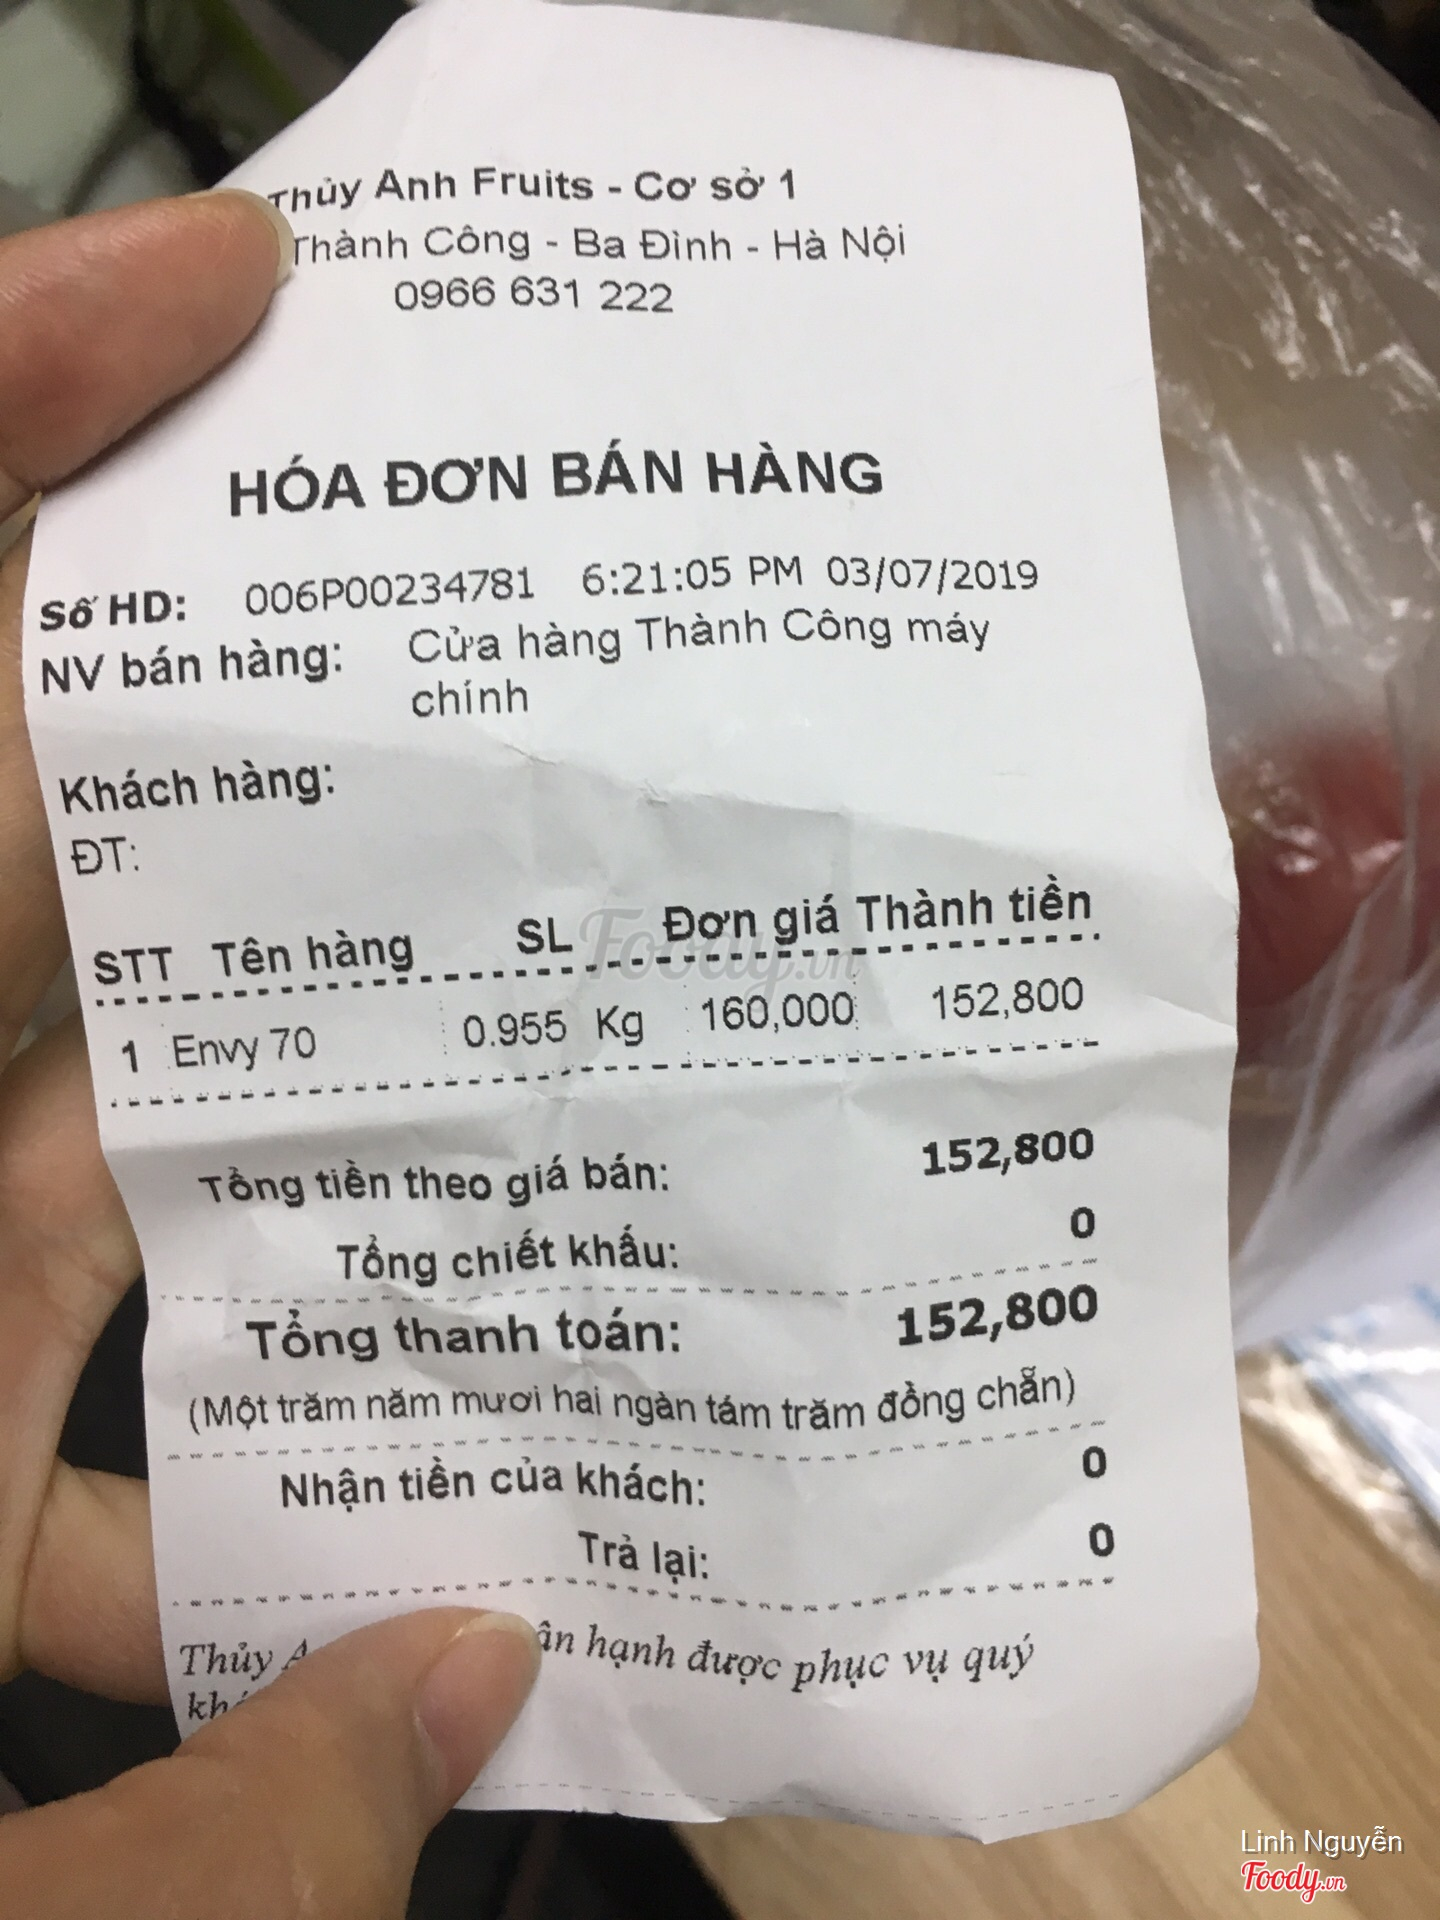 Thủy Anh Fruits - Cơ sở 1
Thành Công - Ba Đình - Hà Nội
0966 631 222
HÓA ĐƠN BÁN HÀNG
Số HD: 006P00234781 6:21:05 PM 03/07/2019
NV bán hàng: Cửa hàng Thành Công máy
chính
Khách hàng:
ĐT:
STT Tên hàng SL Đơn giá Thành tiền
1 Envy 70 0.955 Kg 160,000 152,800
Tổng tiền theo giá bán: 152,800
Tổng chiết khấu: 0
Tổng thanh toán: 152,800
(Một trăm năm mươi hai ngàn tám trăm đồng chẵn)
Nhận tiền của khách: 0
Trả lại: 0
Thủy hạnh được phục vụ quý
Foody.vn
Linh Nguyễn
Foody.vn